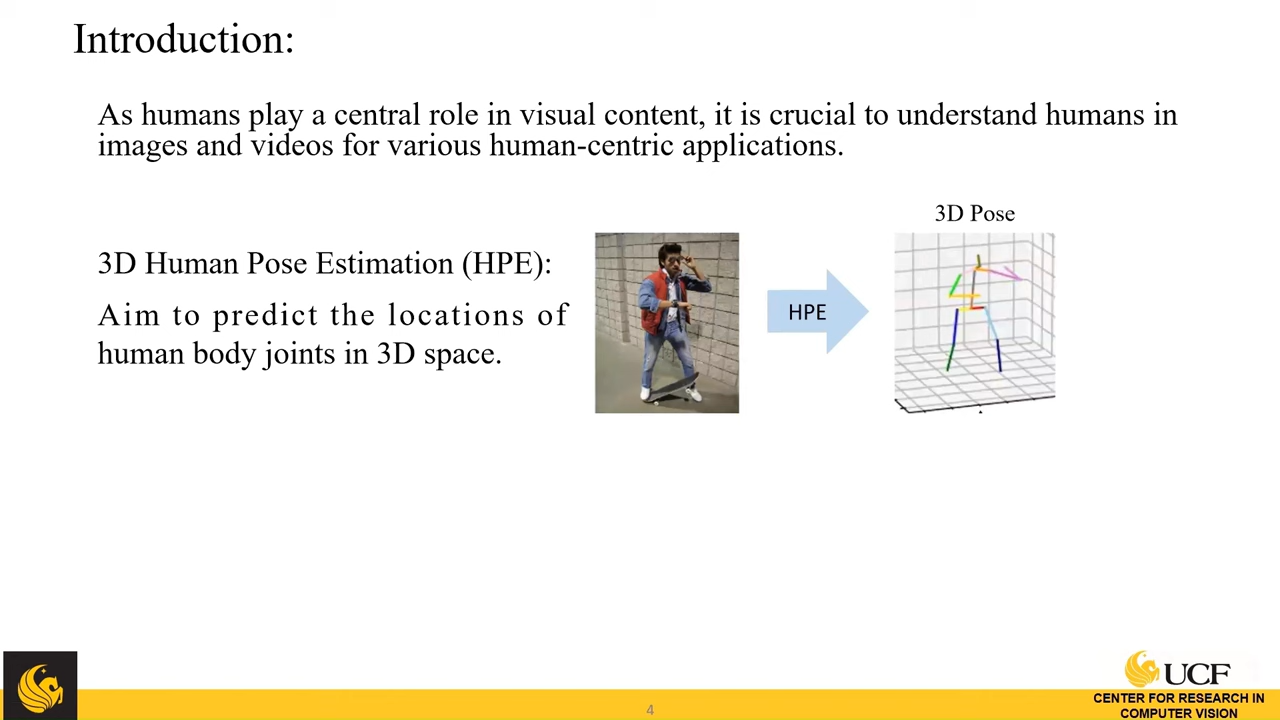 Introduction:
As humans play a central role in visual content, it is crucial to understand humans in
images and videos for various human-centric applications.
3D Human Pose Estimation (HPE):
Aim to predict the locations of
human body joints in 3D space.
HPE
3D Pose
4
UCF
CENTER FOR RESEARCH IN
COMPUTER VISION